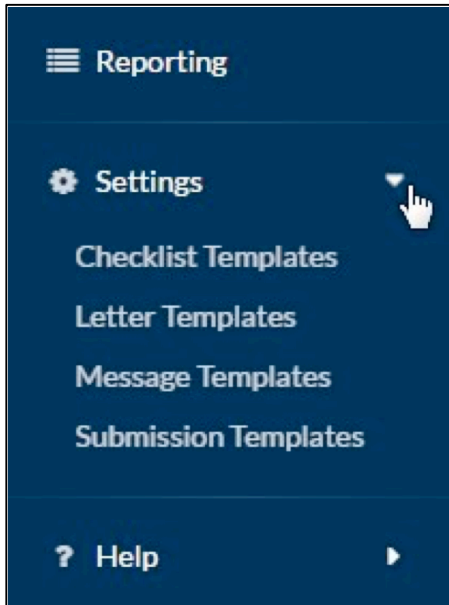 Reporting
Settings
Checklist Templates
Letter Templates
Message Templates
Submission Templates
? Help